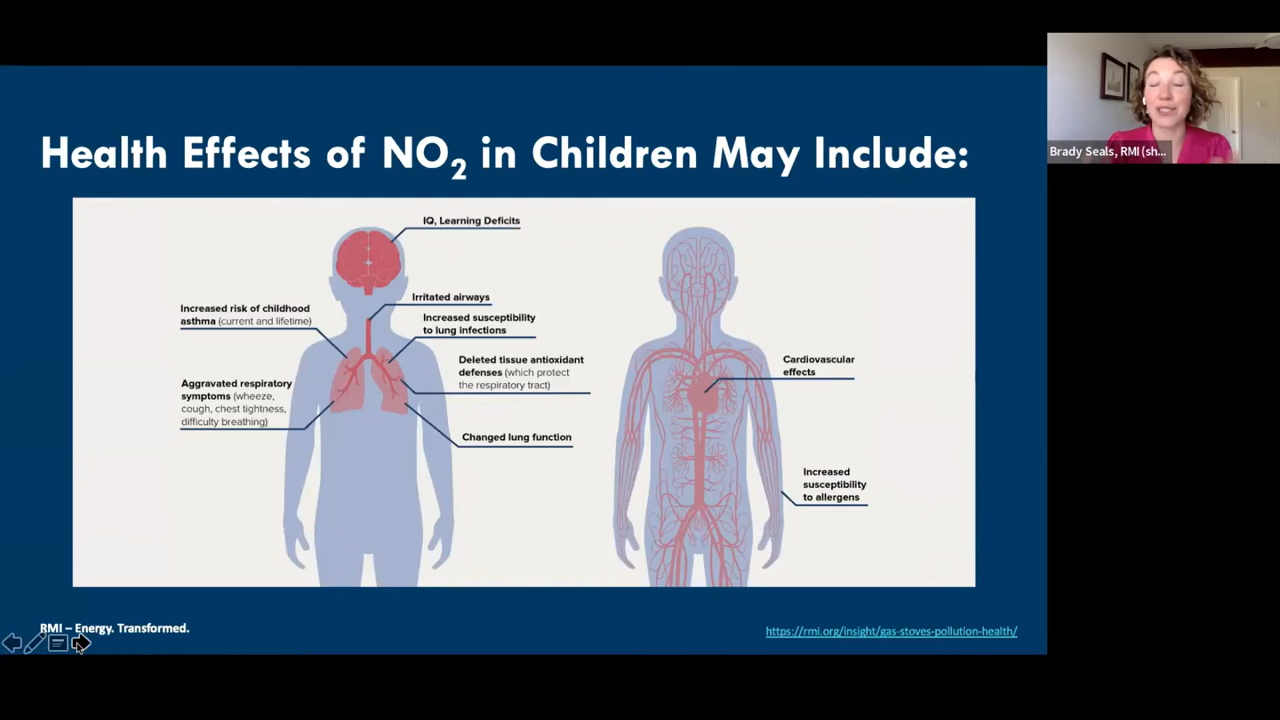 Health Effects of NO₂ in Children May Include:
IQ, Learning Deficits
Irritated airways
Increased risk of childhood
asthma (current and lifetime)
Increased susceptibility
to lung infections
Deleted tissue antioxidant
defenses (which protect
the respiratory tract)
Aggravated respiratory
symptoms (wheeze,
cough, chest tightness,
difficulty breathing)
Changed lung function
Cardiovascular
effects
Increased
susceptibility
to allergens
RMI – Energy. Transformed.
https://rmi.org/insight/gas-stoves-pollution-health/
Brady Seals, RMI (sh...